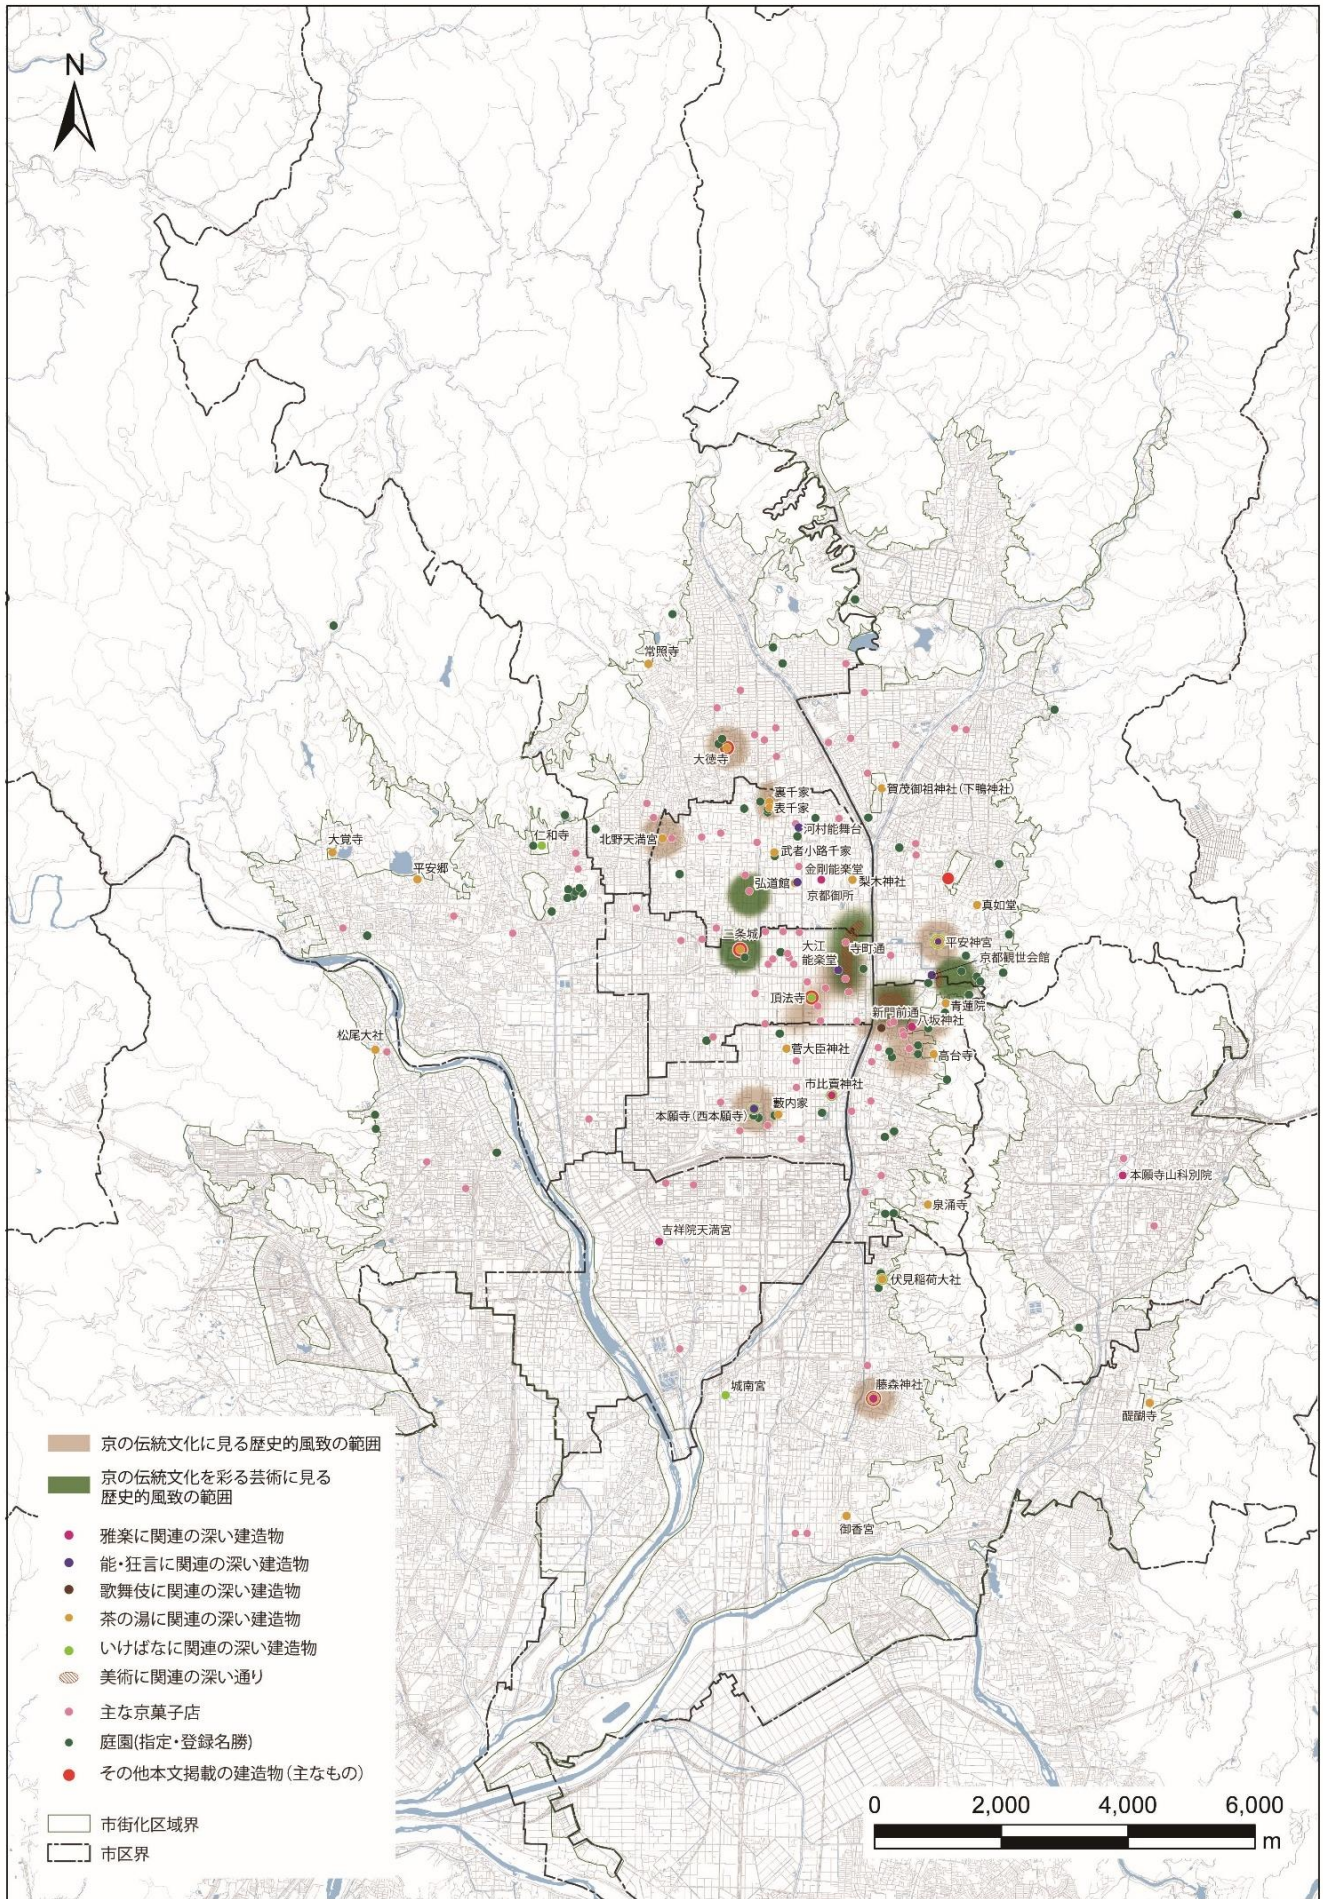 N
常照寺
大徳寺
裏千家
表千家
賀茂御祖神社(下鴨神社)
大覚寺
仁和寺
北野天満宮
河村能舞台
平安郷
武者小路千家
金剛能楽堂
弘道館
梨木神社
京都御所
真如堂
二条城
大江
能楽堂
寺町通
平安神宮
京都観世会館
頂法寺
青蓮院
新門前通
八坂神社
松尾大社
菅大臣神社
高台寺
市比賣神社
本願寺(西本願寺)
藪内家
本願寺山科別院
泉涌寺
吉祥院天満宮
伏見稲荷大社
城南宮
藤森神社
醍醐寺
御香宮
京の伝統文化に見る歴史的風致の範囲
京の伝統文化を彩る芸術に見る
歴史的風致の範囲
雅楽に関連の深い建造物
能・狂言に関連の深い建造物
歌舞伎に関連の深い建造物
茶の湯に関連の深い建造物
いけばなに関連の深い建造物
美術に関連の深い通り
主な京菓子店
庭園(指定・登録名勝)
その他本文掲載の建造物(主なもの)
市街化区域界
市区界
0 2,000 4,000 6,000
m